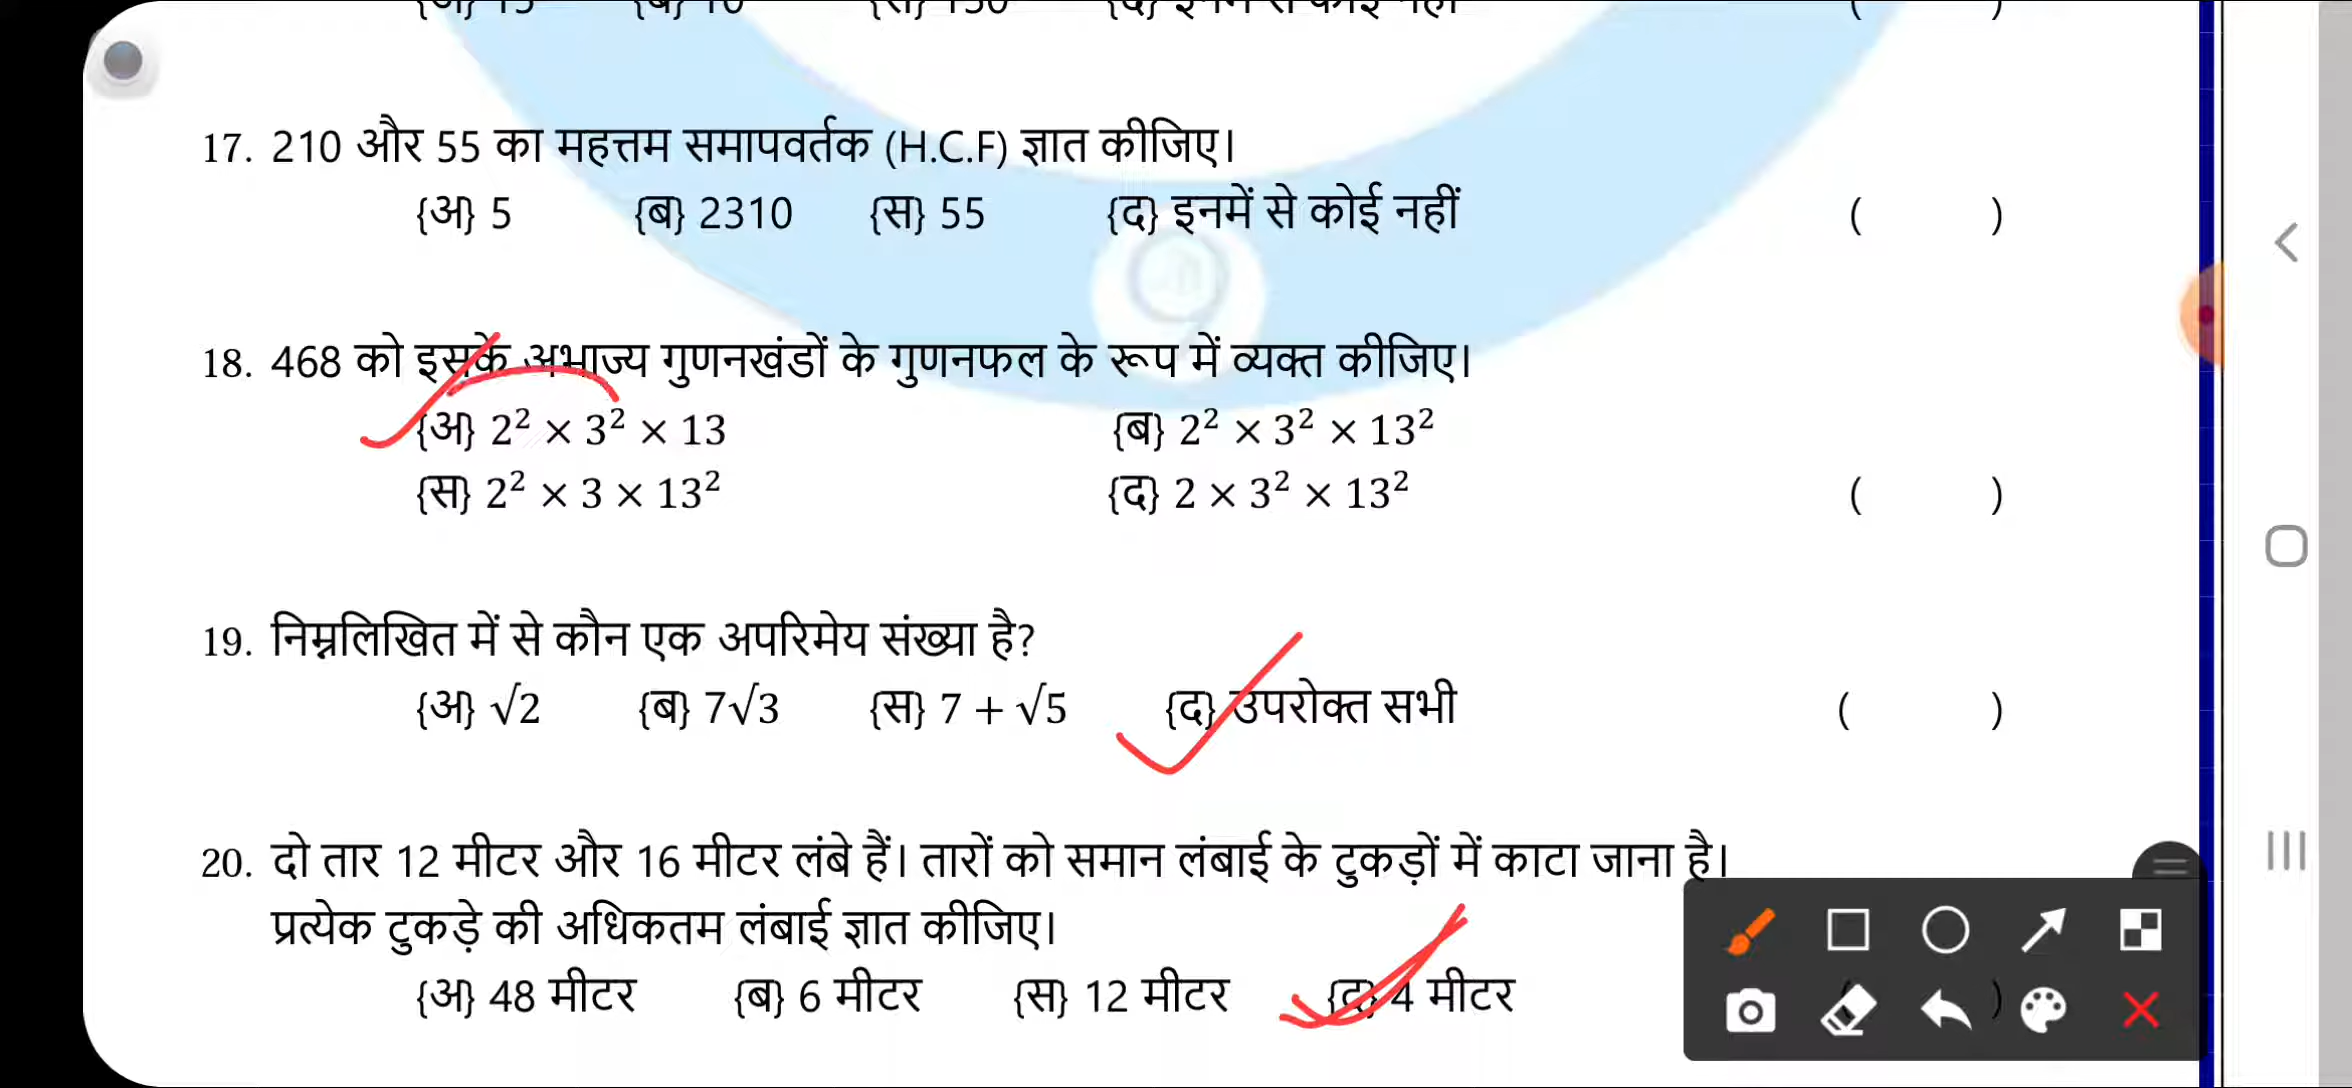 17. 210 और 55 का महत्तम समापवर्तक (H.C.F) ज्ञात कीजिए।
{अ} 5 {ब} 2310 {स} 55 {द} इनमें से कोई नहीं ( )
18. 468 को इसके अभाज्य गुणनखंडों के गुणनफल के रूप में व्यक्त कीजिए।
{अ} 2² × 3² × 13 {ब} 2² × 3² × 13²
{स} 2² × 3 × 13² {द} 2 × 3² × 13² ( )
19. निम्नलिखित में से कौन एक अपरिमेय संख्या है?
{अ} √2 {ब} 7√3 {स} 7 + √5 {द} उपरोक्त सभी ( )
20. दो तार 12 मीटर और 16 मीटर लंबे हैं। तारों को समान लंबाई के टुकड़ों में काटा जाना है।
प्रत्येक टुकड़े की अधिकतम लंबाई ज्ञात कीजिए।
{अ} 48 मीटर {ब} 6 मीटर {स} 12 मीटर {द} 4 मीटर )